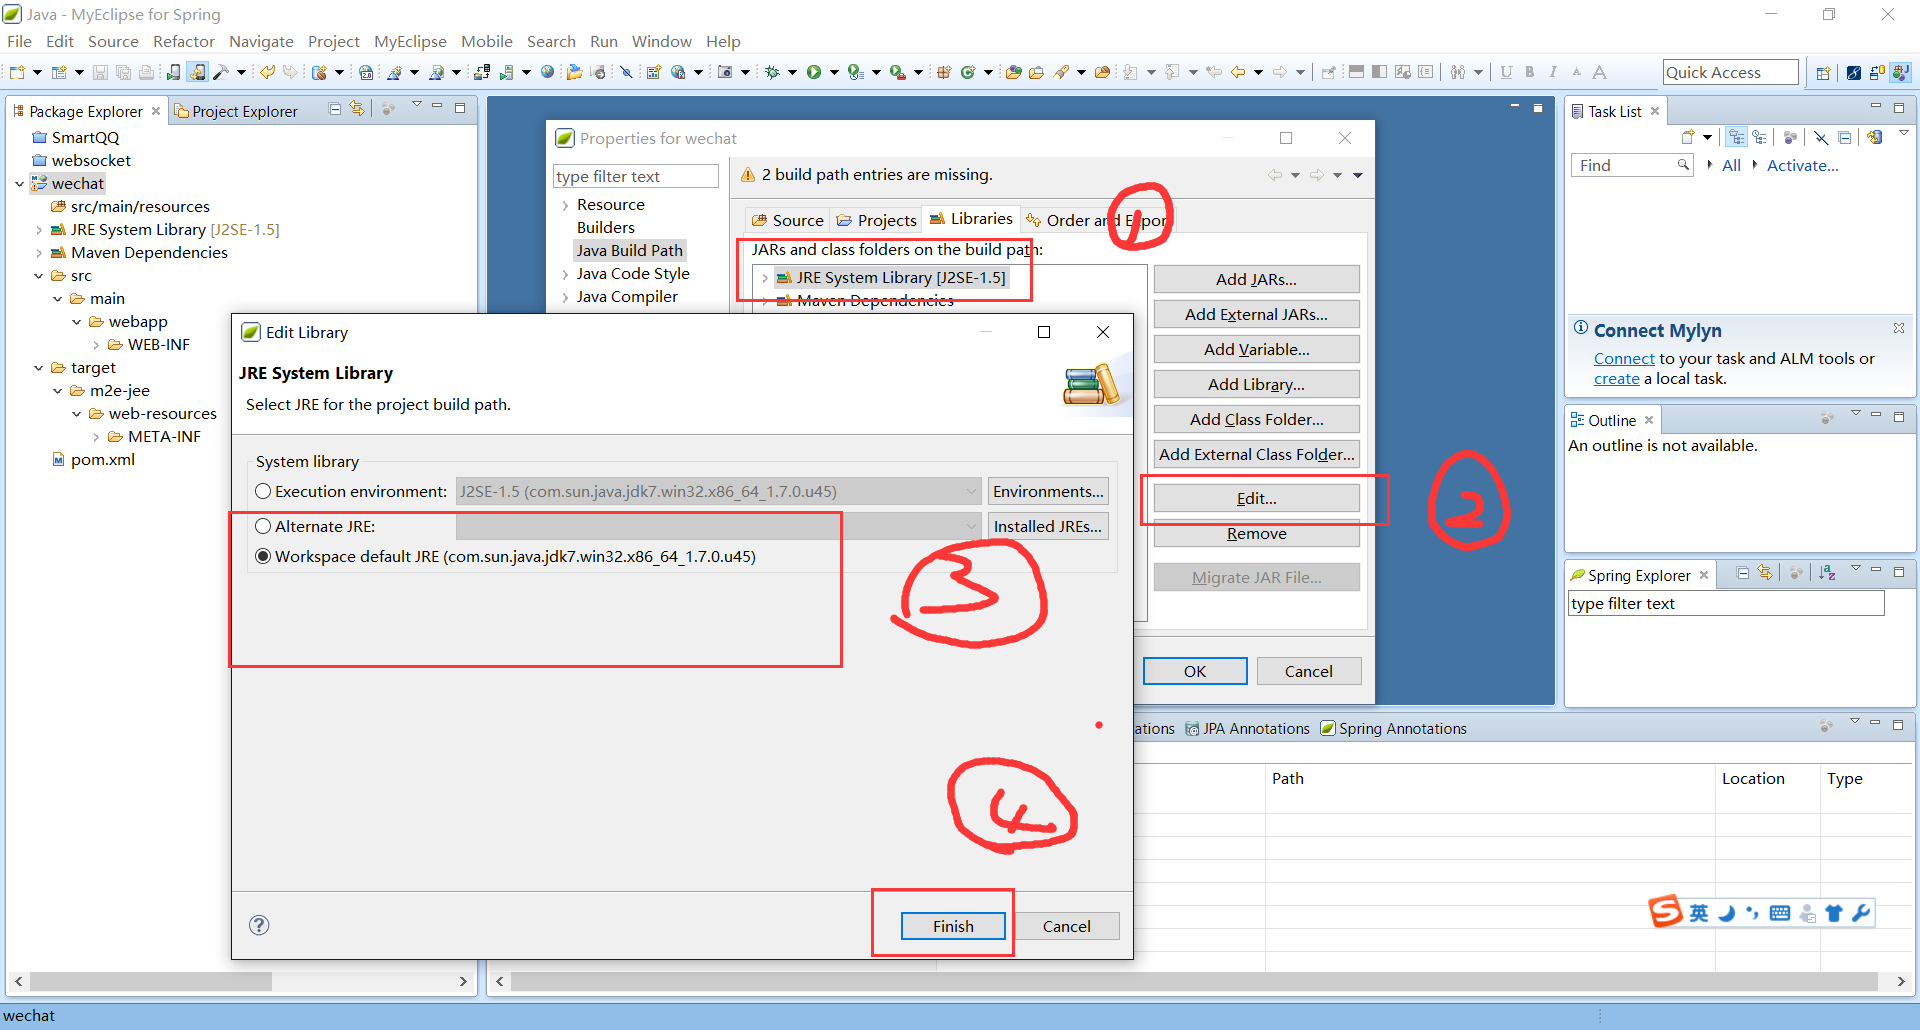 Java - MyEclipse for Spring
File Edit Source Refactor Navigate Project MyEclipse Mobile Search Run Window Help
Quick Access
Package Explorer
Project Explorer
SmartQQ
websocket
wechat
src/main/resources
JRE System Library [J2SE-1.5]
Maven Dependencies
src
main
webapp
WEB-INF
target
m2e-jee
web-resources
META-INF
pom.xml
Properties for wechat
type filter text
Resource
Builders
Java Build Path
Java Code Style
Java Compiler
2 build path entries are missing.
Source
Projects
Libraries
Order and Expor
1
JARs and class folders on the build path:
JRE System Library [J2SE-1.5]
Maven Dependencies
Add JARs...
Add External JARs...
Add Variable...
Add Library...
Add Class Folder...
Add External Class Folder...
Edit...
2
Remove
Migrate JAR File...
OK
Cancel
Edit Library
JRE System Library
Select JRE for the project build path.
System library
Execution environment:
J2SE-1.5 (com.sun.java.jdk7.win32.x86_64_1.7.0.u45)
Environments...
Alternate JRE:
Installed JREs...
Workspace default JRE (com.sun.java.jdk7.win32.x86_64_1.7.0.u45)
3
4
Finish
Cancel
Task List
Find
All
Activate...
Connect Mylyn
Connect to your task and ALM tools or
create a local task.
Outline
An outline is not available.
Spring Explorer
type filter text
ations
JPA Annotations
Spring Annotations
Path
Location
Type
英
wechat